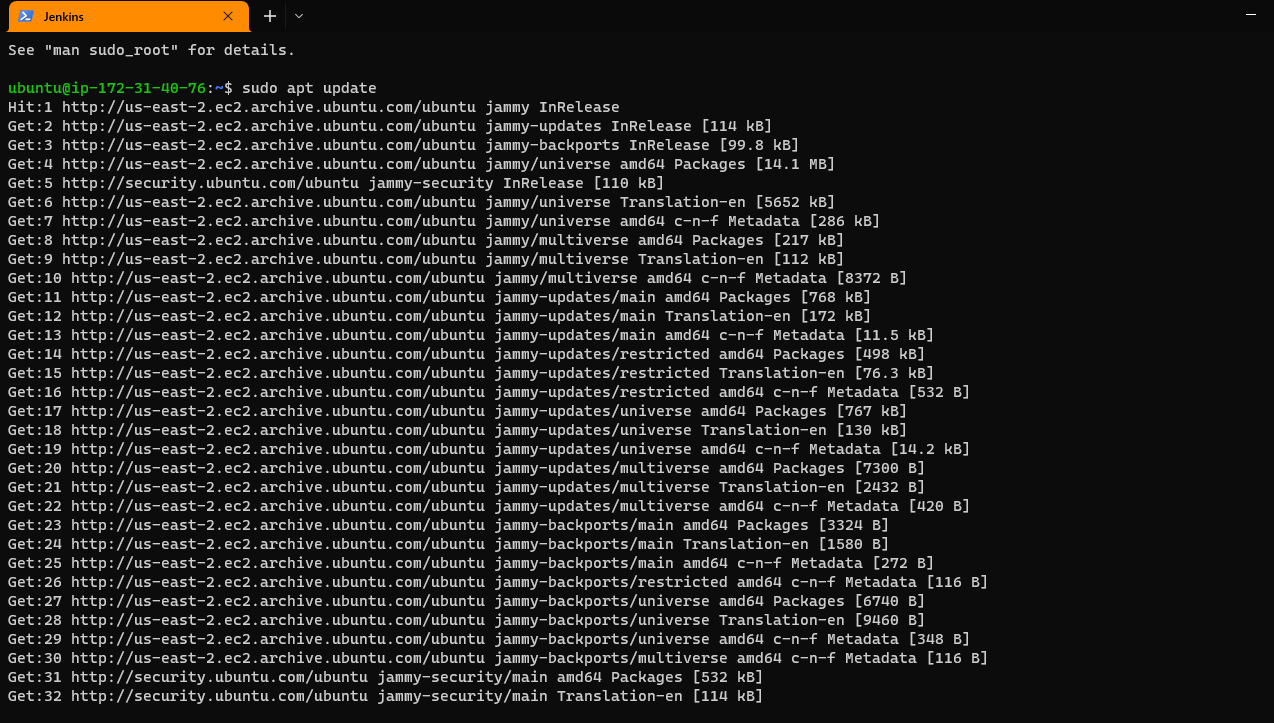 Jenkins
See "man sudo_root" for details.
ubuntu@ip-172-31-40-76:~$ sudo apt update
Hit:1 http://us-east-2.ec2.archive.ubuntu.com/ubuntu jammy InRelease
Get:2 http://us-east-2.ec2.archive.ubuntu.com/ubuntu jammy-updates InRelease [114 kB]
Get:3 http://us-east-2.ec2.archive.ubuntu.com/ubuntu jammy-backports InRelease [99.8 kB]
Get:4 http://us-east-2.ec2.archive.ubuntu.com/ubuntu jammy/universe amd64 Packages [14.1 MB]
Get:5 http://security.ubuntu.com/ubuntu jammy-security InRelease [110 kB]
Get:6 http://us-east-2.ec2.archive.ubuntu.com/ubuntu jammy/universe Translation-en [5652 kB]
Get:7 http://us-east-2.ec2.archive.ubuntu.com/ubuntu jammy/universe amd64 c-n-f Metadata [286 kB]
Get:8 http://us-east-2.ec2.archive.ubuntu.com/ubuntu jammy/multiverse amd64 Packages [217 kB]
Get:9 http://us-east-2.ec2.archive.ubuntu.com/ubuntu jammy/multiverse Translation-en [112 kB]
Get:10 http://us-east-2.ec2.archive.ubuntu.com/ubuntu jammy/multiverse amd64 c-n-f Metadata [8372 B]
Get:11 http://us-east-2.ec2.archive.ubuntu.com/ubuntu jammy-updates/main amd64 Packages [768 kB]
Get:12 http://us-east-2.ec2.archive.ubuntu.com/ubuntu jammy-updates/main Translation-en [172 kB]
Get:13 http://us-east-2.ec2.archive.ubuntu.com/ubuntu jammy-updates/main amd64 c-n-f Metadata [11.5 kB]
Get:14 http://us-east-2.ec2.archive.ubuntu.com/ubuntu jammy-updates/restricted amd64 Packages [498 kB]
Get:15 http://us-east-2.ec2.archive.ubuntu.com/ubuntu jammy-updates/restricted Translation-en [76.3 kB]
Get:16 http://us-east-2.ec2.archive.ubuntu.com/ubuntu jammy-updates/restricted amd64 c-n-f Metadata [532 B]
Get:17 http://us-east-2.ec2.archive.ubuntu.com/ubuntu jammy-updates/universe amd64 Packages [767 kB]
Get:18 http://us-east-2.ec2.archive.ubuntu.com/ubuntu jammy-updates/universe Translation-en [130 kB]
Get:19 http://us-east-2.ec2.archive.ubuntu.com/ubuntu jammy-updates/universe amd64 c-n-f Metadata [14.2 kB]
Get:20 http://us-east-2.ec2.archive.ubuntu.com/ubuntu jammy-updates/multiverse amd64 Packages [7300 B]
Get:21 http://us-east-2.ec2.archive.ubuntu.com/ubuntu jammy-updates/multiverse Translation-en [2432 B]
Get:22 http://us-east-2.ec2.archive.ubuntu.com/ubuntu jammy-updates/multiverse amd64 c-n-f Metadata [420 B]
Get:23 http://us-east-2.ec2.archive.ubuntu.com/ubuntu jammy-backports/main amd64 Packages [3324 B]
Get:24 http://us-east-2.ec2.archive.ubuntu.com/ubuntu jammy-backports/main Translation-en [1580 B]
Get:25 http://us-east-2.ec2.archive.ubuntu.com/ubuntu jammy-backports/main amd64 c-n-f Metadata [272 B]
Get:26 http://us-east-2.ec2.archive.ubuntu.com/ubuntu jammy-backports/restricted amd64 c-n-f Metadata [116 B]
Get:27 http://us-east-2.ec2.archive.ubuntu.com/ubuntu jammy-backports/universe amd64 Packages [6740 B]
Get:28 http://us-east-2.ec2.archive.ubuntu.com/ubuntu jammy-backports/universe Translation-en [9460 B]
Get:29 http://us-east-2.ec2.archive.ubuntu.com/ubuntu jammy-backports/universe amd64 c-n-f Metadata [348 B]
Get:30 http://us-east-2.ec2.archive.ubuntu.com/ubuntu jammy-backports/multiverse amd64 c-n-f Metadata [116 B]
Get:31 http://security.ubuntu.com/ubuntu jammy-security/main amd64 Packages [532 kB]
Get:32 http://security.ubuntu.com/ubuntu jammy-security/main Translation-en [114 kB]